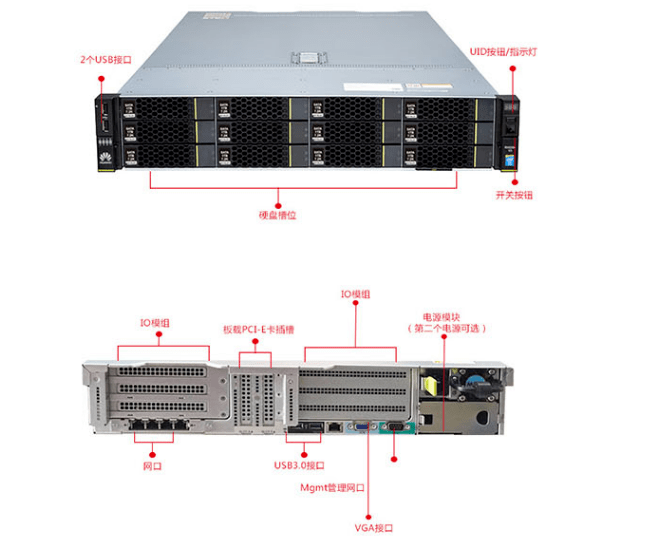 UID按钮/指示灯
2个USB接口
开关按钮
硬盘槽位
IO模组
IO模组
板载PCI-E卡插槽
电源模块
（第二个电源可选）
网口
USB3.0接口
Mgmt管理网口
VGA接口